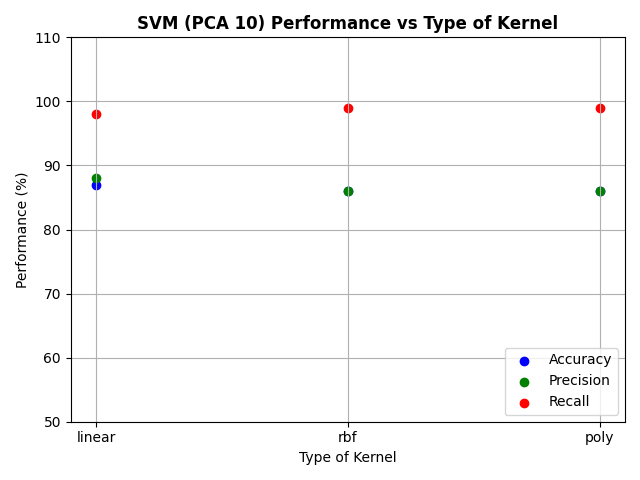 SVM (PCA 10) Performance vs Type of Kernel
110
100
90
80
70
60
50
Performance (%)
Accuracy
Precision
Recall
linear
rbf
poly
Type of Kernel